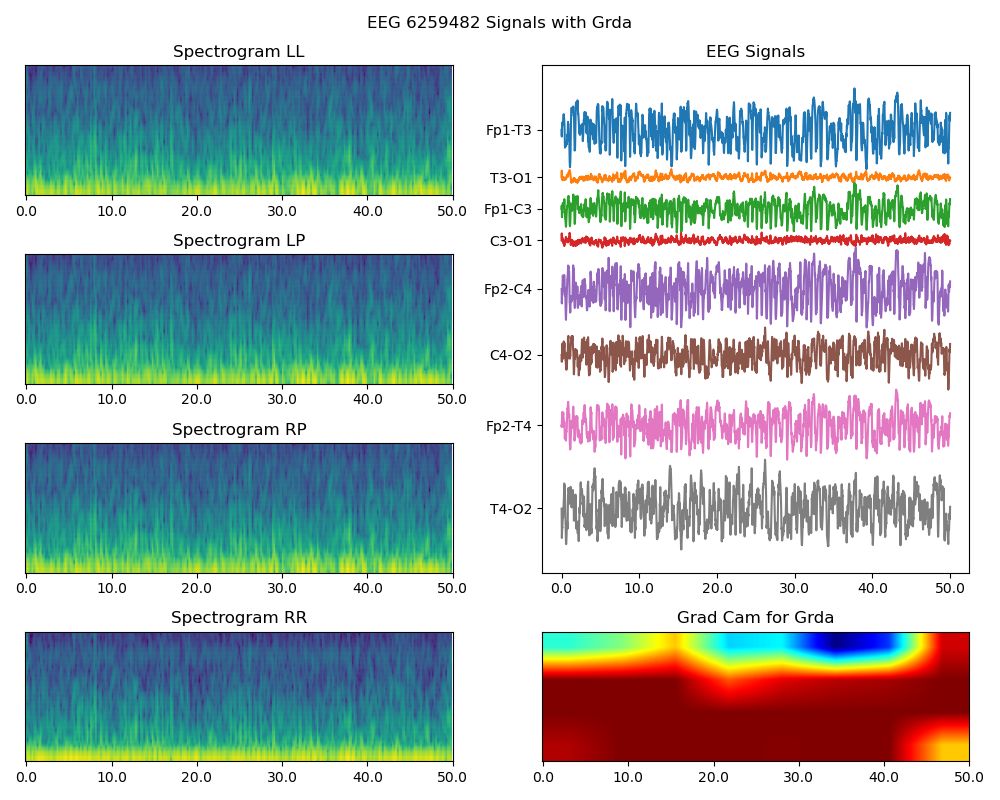 EEG 6259482 Signals with Grda
Spectrogram LL
0.0 10.0 20.0 30.0 40.0 50.0
Spectrogram LP
0.0 10.0 20.0 30.0 40.0 50.0
Spectrogram RP
0.0 10.0 20.0 30.0 40.0 50.0
Spectrogram RR
0.0 10.0 20.0 30.0 40.0 50.0
EEG Signals
Fp1-T3
T3-O1
Fp1-C3
C3-O1
Fp2-C4
C4-O2
Fp2-T4
T4-O2
0.0 10.0 20.0 30.0 40.0 50.0
Grad Cam for Grda
0.0 10.0 20.0 30.0 40.0 50.0